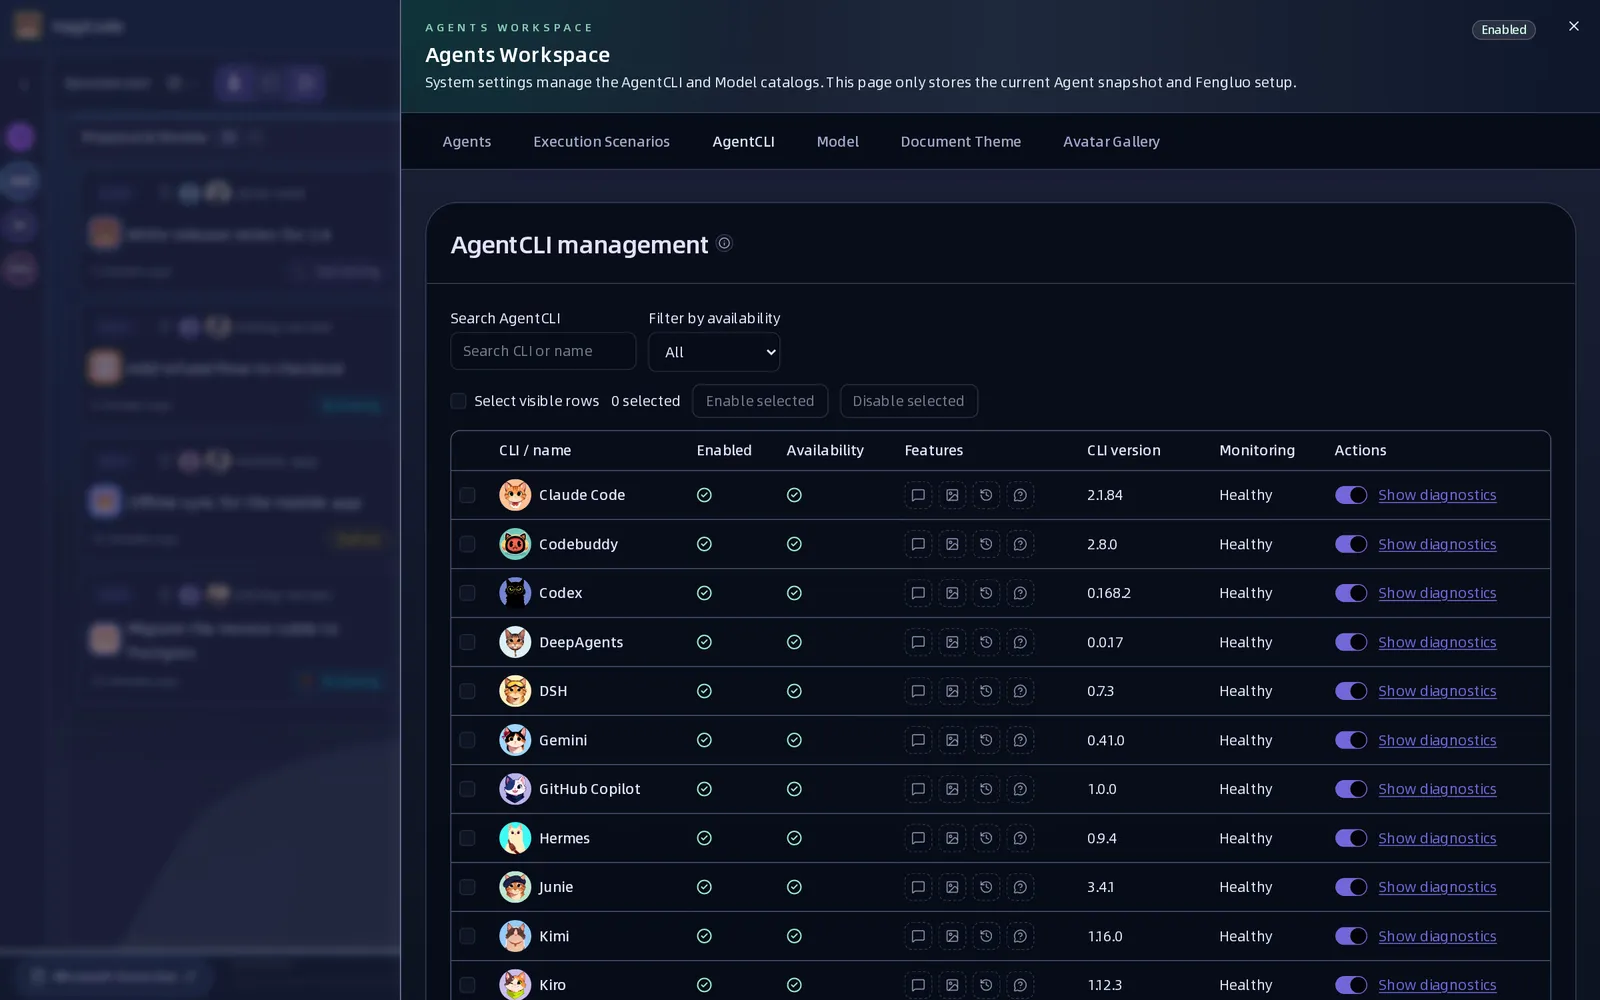 AGENTS WORKSPACE
Agents Workspace
System settings manage the AgentCLI and Model catalogs. This page only stores the current Agent snapshot and Fengluo setup.
Enabled
Agents
Execution Scenarios
AgentCLI
Model
Document Theme
Avatar Gallery
AgentCLI management
Search AgentCLI
Filter by availability
Search CLI or name
All
Select visible rows
0 selected
Enable selected
Disable selected
CLI / name Enabled Availability Features CLI version Monitoring Actions
Claude Code 2.1.84 Healthy Show diagnostics
Codebuddy 2.8.0 Healthy Show diagnostics
Codex 0.168.2 Healthy Show diagnostics
DeepAgents 0.0.17 Healthy Show diagnostics
DSH 0.7.3 Healthy Show diagnostics
Gemini 0.41.0 Healthy Show diagnostics
GitHub Copilot 1.0.0 Healthy Show diagnostics
Hermes 0.9.4 Healthy Show diagnostics
Junie 3.4.1 Healthy Show diagnostics
Kimi 1.16.0 Healthy Show diagnostics
Kiro 1.12.3 Healthy Show diagnostics